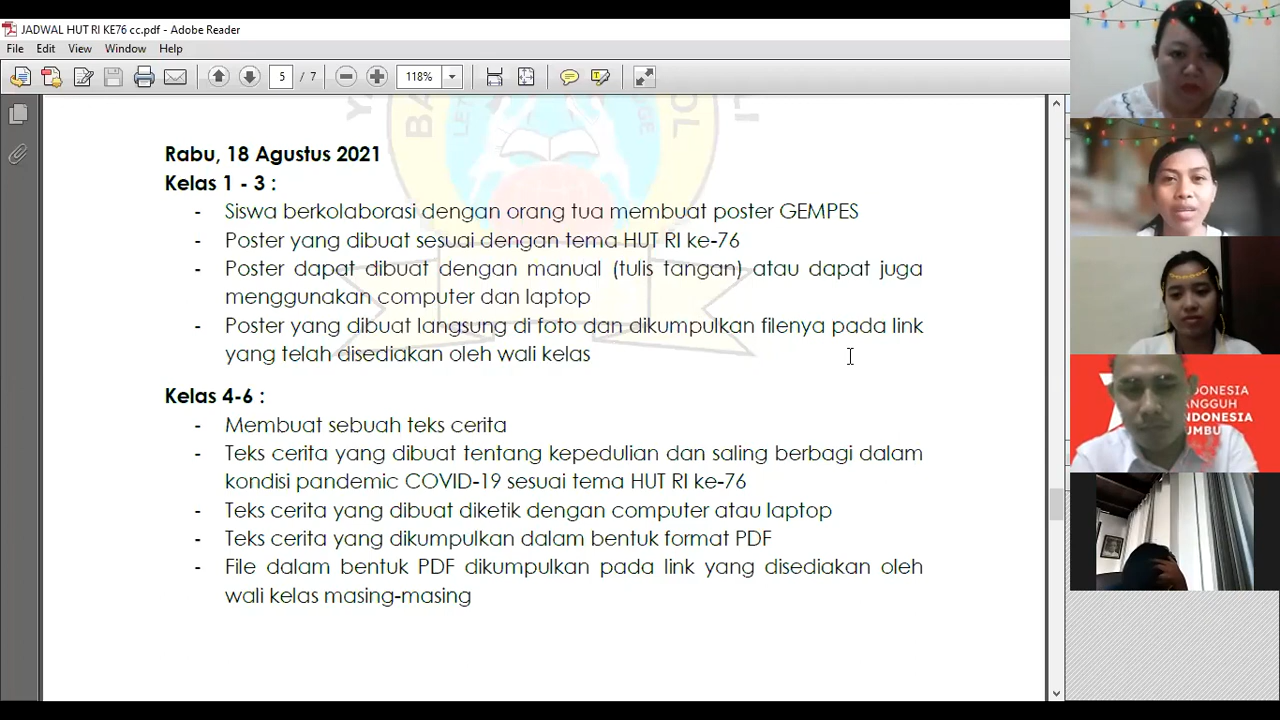 JADWAL HUT RI KE76 cc.pdf - Adobe Reader
File Edit View Window Help
5 / 7 118%
Rabu, 18 Agustus 2021
Kelas 1 - 3 :
- Siswa berkolaborasi dengan orang tua membuat poster GEMPES
- Poster yang dibuat sesuai dengan tema HUT RI ke-76
- Poster dapat dibuat dengan manual (tulis tangan) atau dapat juga
menggunakan computer dan laptop
- Poster yang dibuat langsung di foto dan dikumpulkan filenya pada link
yang telah disediakan oleh wali kelas
Kelas 4-6 :
- Membuat sebuah teks cerita
- Teks cerita yang dibuat tentang kepedulian dan saling berbagi dalam
kondisi pandemic COVID-19 sesuai tema HUT RI ke-76
- Teks cerita yang dibuat diketik dengan computer atau laptop
- Teks cerita yang dikumpulkan dalam bentuk format PDF
- File dalam bentuk PDF dikumpulkan pada link yang disediakan oleh
wali kelas masing-masing
NDONESIA
ANGGUH
NDONESIA
UMBU